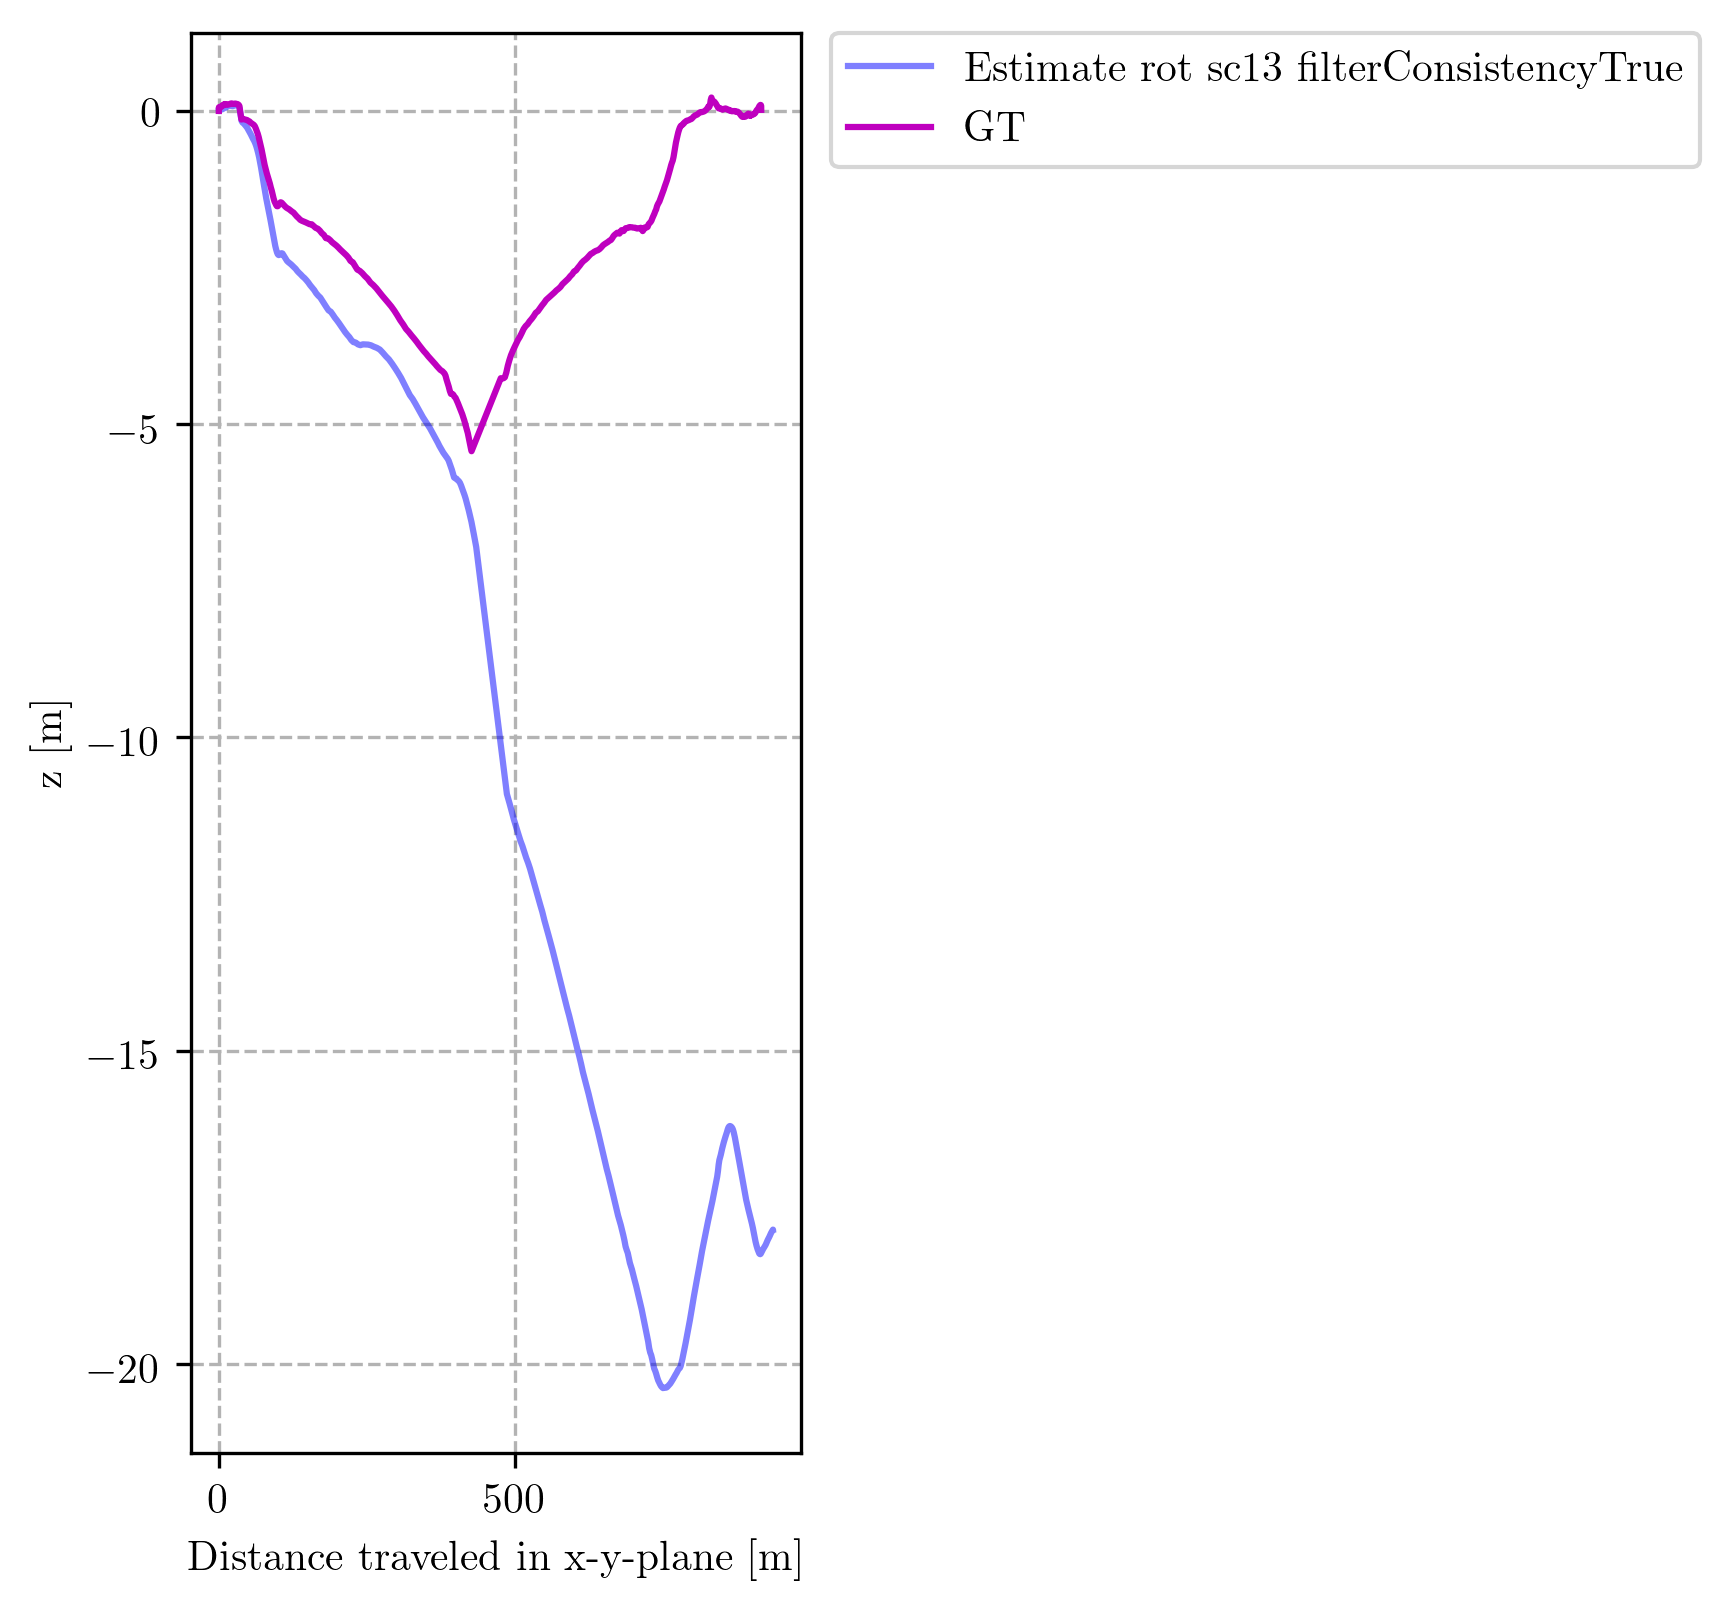 Estimate rot sc13 filterConsistencyTrue
GT
0
−5
−10
−15
−20
z [m]
0 500
Distance traveled in x-y-plane [m]